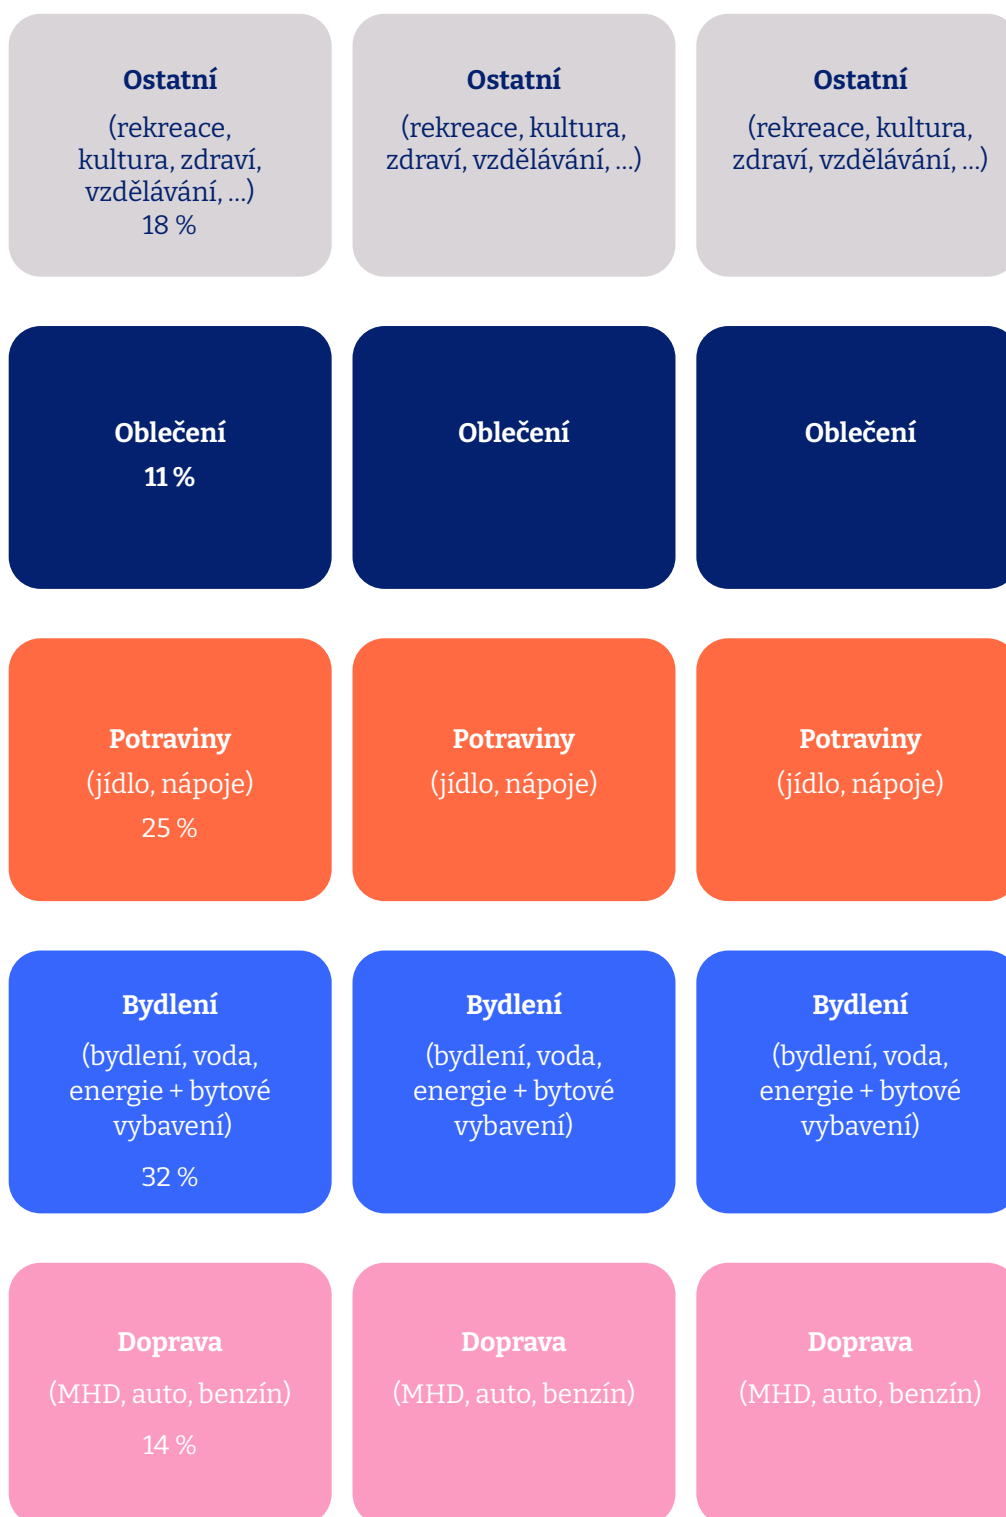 Ostatní
(rekreace,
kultura, zdraví,
vzdělávání, ...)
18 %
Ostatní
(rekreace, kultura,
zdraví, vzdělávání, ...)
Ostatní
(rekreace, kultura,
zdraví, vzdělávání, ...)
Oblečení
11 %
Oblečení
Oblečení
Potraviny
(jídlo, nápoje)
25 %
Potraviny
(jídlo, nápoje)
Potraviny
(jídlo, nápoje)
Bydlení
(bydlení, voda,
energie + bytové
vybavení)
32 %
Bydlení
(bydlení, voda,
energie + bytové
vybavení)
Bydlení
(bydlení, voda,
energie + bytové
vybavení)
Doprava
(MHD, auto, benzín)
14 %
Doprava
(MHD, auto, benzín)
Doprava
(MHD, auto, benzín)